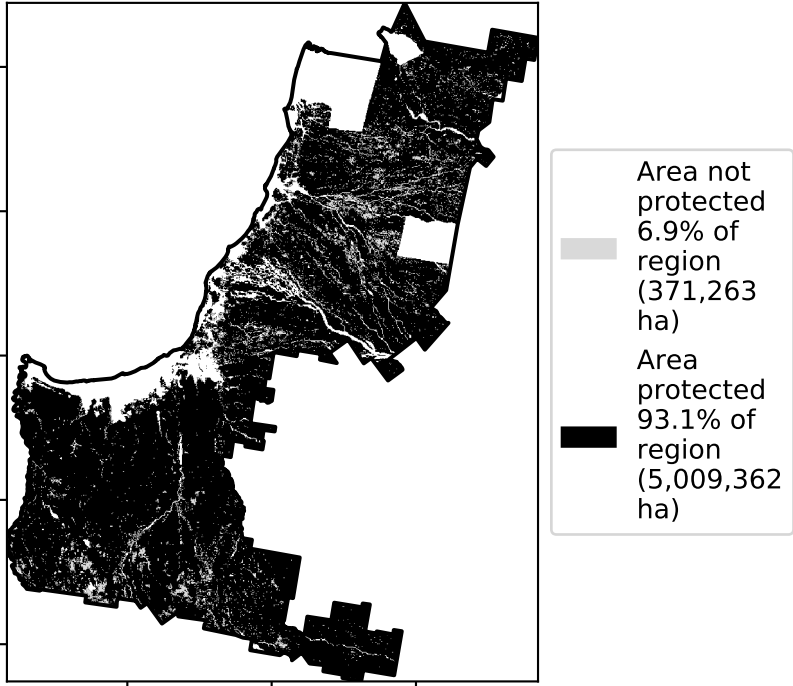 Area not
protected
6.9% of
region
(371,263
ha)
Area
protected
93.1% of
region
(5,009,362
ha)